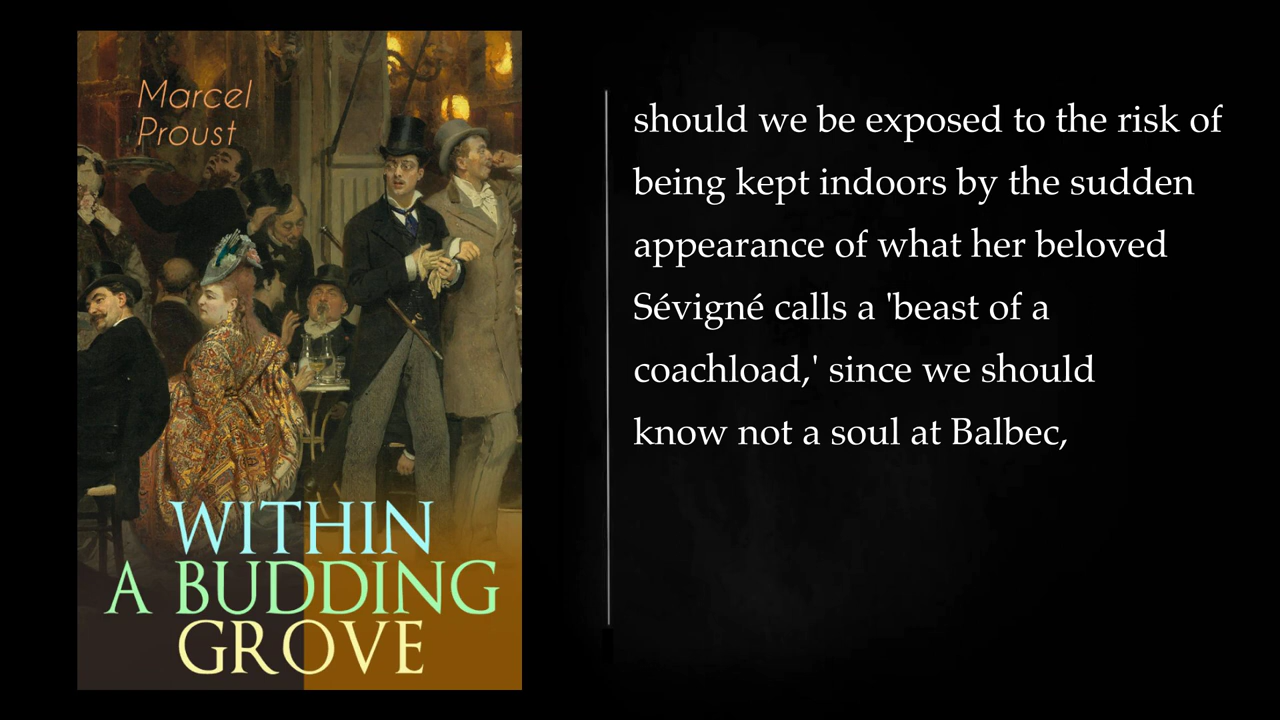 Marcel
Proust
WITHIN
A BUDDING
GROVE
should we be exposed to the risk of
being kept indoors by the sudden
appearance of what her beloved
Sévigné calls a 'beast of a
coachload,' since we should
know not a soul at Balbec,